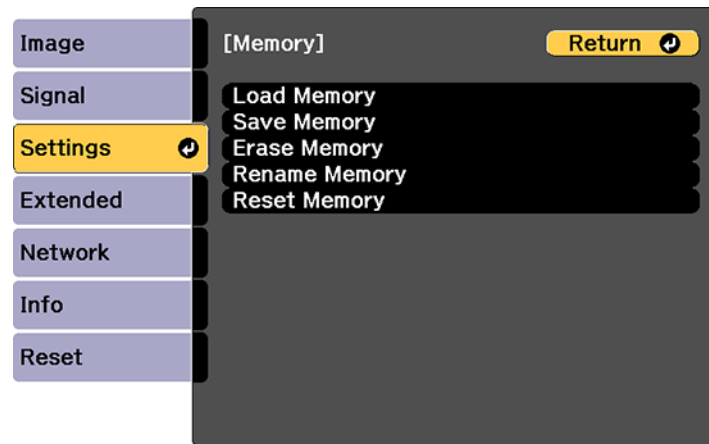 Image
Signal
Settings
Extended
Network
Info
Reset
[Memory]
Return
Load Memory
Save Memory
Erase Memory
Rename Memory
Reset Memory